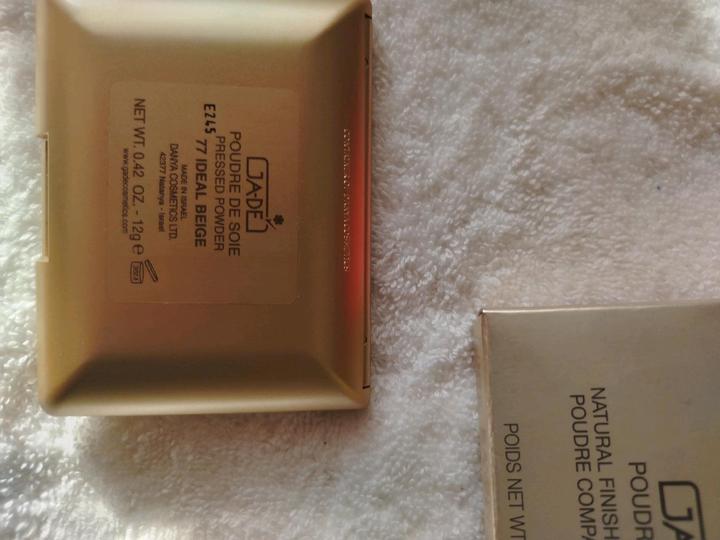 GA-DE
POUDRE DE SOIE
PRESSED POWDER
77 IDEAL BEIGE
E245
MADE IN ISRAEL
DANYA COSMETICS LTD.
42377 Natanya - Israel
NET WT. 0.42 OZ. - 12g e
www.gadecosmetics.com
GA
POUDR
NATURAL FINISH
POUDRE COMPA
POIDS NET WT